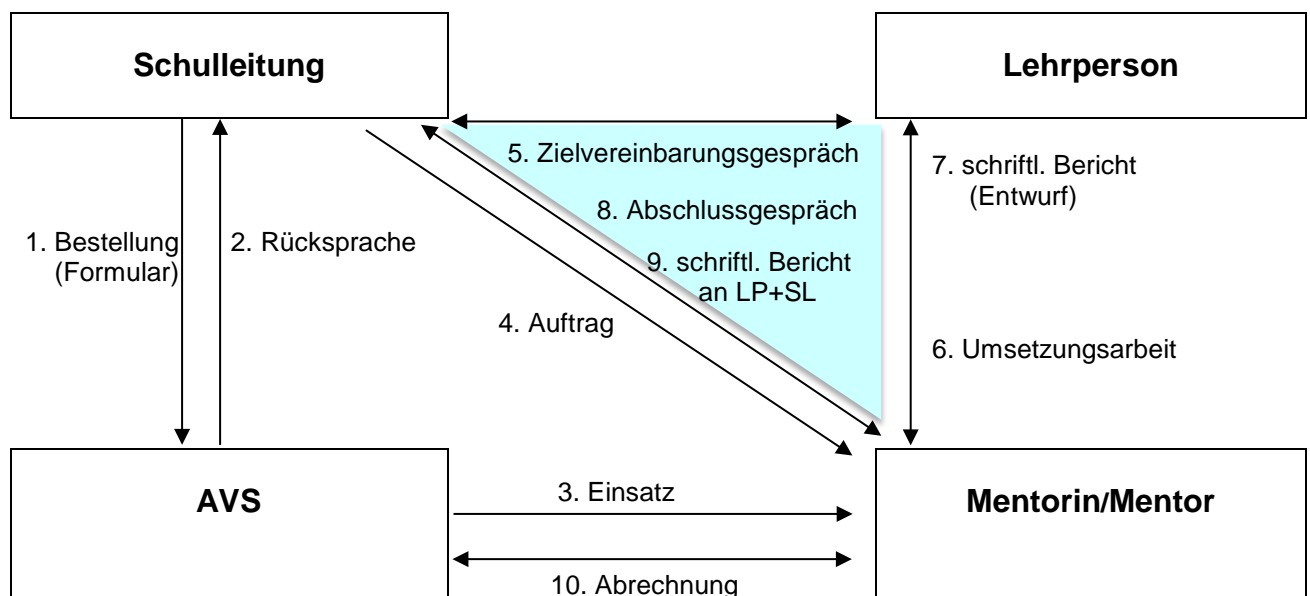 Schulleitung
Lehrperson
5. Zielvereinbarungsgespräch
8. Abschlussgespräch
9. schriftl. Bericht
an LP+SL
7. schriftl. Bericht
(Entwurf)
1. Bestellung
(Formular)
2. Rücksprache
4. Auftrag
6. Umsetzungsarbeit
AVS
3. Einsatz
10. Abrechnung
Mentorin/Mentor